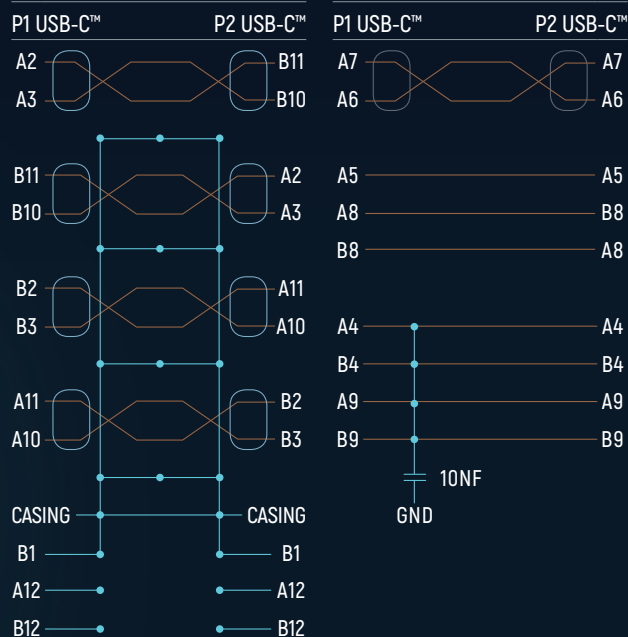 P1 USB-C™ P2 USB-C™
A2 B11
A3 B10
B11 A2
B10 A3
B2 A11
B3 A10
A11 B2
A10 B3
CASING CASING
B1 B1
A12 A12
B12 B12
P1 USB-C™ P2 USB-C™
A7 A7
A6 A6
A5 A5
A8 B8
B8 A8
A4 A4
B4 B4
A9 A9
B9 B9
10NF
GND